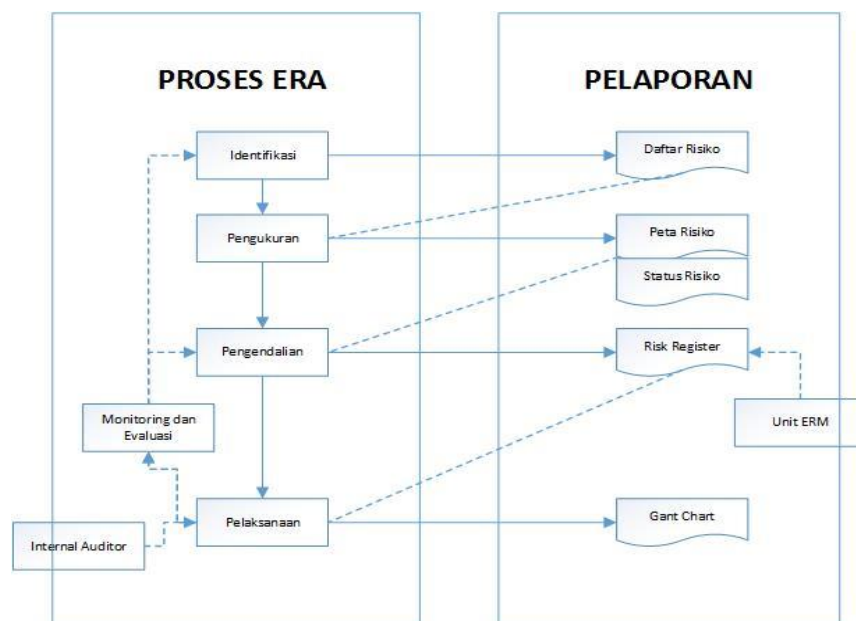 PROSES ERA
PELAPORAN
Identifikasi
Daftar Risiko
Pengukuran
Peta Risiko
Status Risiko
Pengendalian
Risk Register
Monitoring dan
Evaluasi
Unit ERM
Pelaksanaan
Gant Chart
Internal Auditor